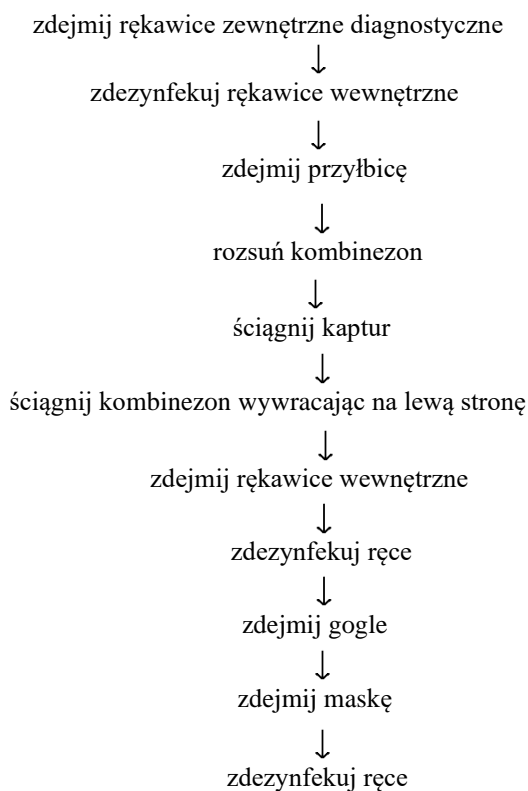 zdejmij rękawice zewnętrzne diagnostyczne
↓
zdezynfekuj rękawice wewnętrzne
↓
zdejmij przyłbicę
↓
rozsuń kombinezon
↓
ściągnij kaptur
↓
ściągnij kombinezon wywracając na lewą stronę
↓
zdejmij rękawice wewnętrzne
↓
zdezynfekuj ręce
↓
zdejmij gogle
↓
zdejmij maskę
↓
zdezynfekuj ręce